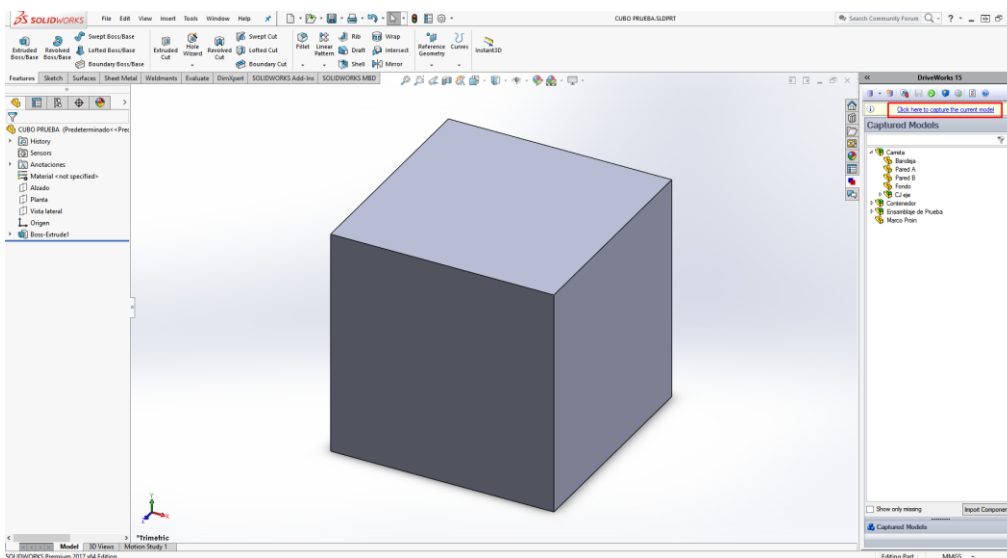 SOLIDWORKS File Edit View Insert Tools Window Help CUBO PRUEBA.SLDPRT Search Community Forum
Extruded Boss/Base
Revolved Boss/Base
Swept Boss/Base
Lofted Boss/Base
Boundary Boss/Base
Extruded Cut
Hole Wizard
Revolved Cut
Swept Cut
Lofted Cut
Boundary Cut
Fillet
Linear Pattern
Rib
Draft
Shell
Wrap
Intersect
Mirror
Reference Geometry
Curves
Instant3D
Features Sketch Surfaces Sheet Metal Weldments Evaluate DimXpert SOLIDWORKS Add-Ins SOLIDWORKS MBD
CUBO PRUEBA (Predeterminado<<Pred
History
Sensors
Anotaciones
Material <not specified>
Alzado
Planta
Vista lateral
Origen
Boss-Extrude1
Y
*Trimetric
Model 3D Views Motion Study 1
SOLIDWORKS Premium 2017 x64 Edition
Editing Part MMGS
DriveWorks 15
Click here to capture the current model
Captured Models
Carreta
Bandeja
Pared A
Pared B
Fondo
CJ eje
Contenedor
Ensamblaje de Prueba
Marco Proin
Show only missing
Import Componen
Captured Models